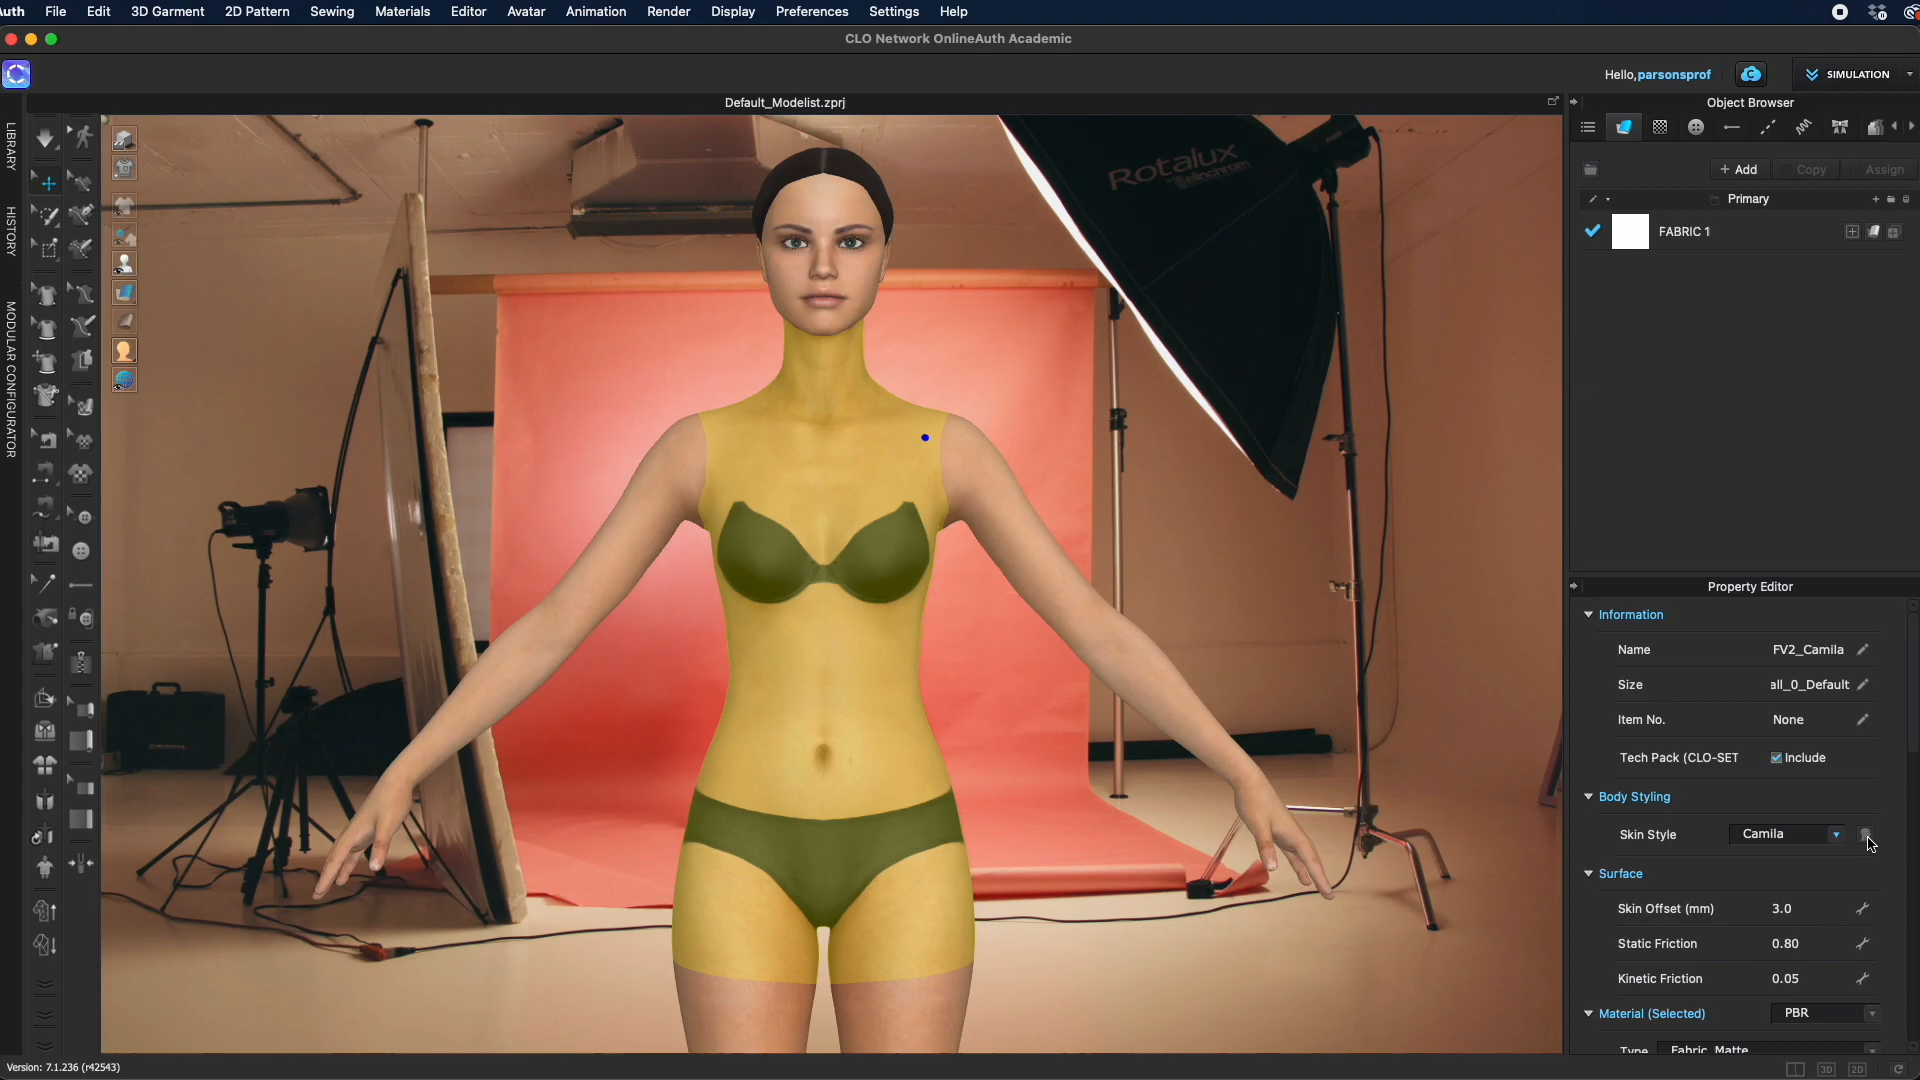 uth File Edit 3D Garment 2D Pattern Sewing Materials Editor Avatar Animation Render Display Preferences Settings Help
CLO Network OnlineAuth Academic
Hello,parsonsprof
SIMULATION
Default_Modelist.zprj
Object Browser
LIBRARY
HISTORY
MODULAR CONFIGURATOR
Rotalux
elinchrom
+ Add Copy Assign
Primary
FABRIC 1
Property Editor
Information
Name FV2_Camila
Size all_0_Default
Item No. None
Tech Pack (CLO-SET Include
Body Styling
Skin Style Camila
Surface
Skin Offset (mm) 3.0
Static Friction 0.80
Kinetic Friction 0.05
Material (Selected) PBR
Type Fabric_Matte
Version: 7.1.236 (r42543)
3D 2D